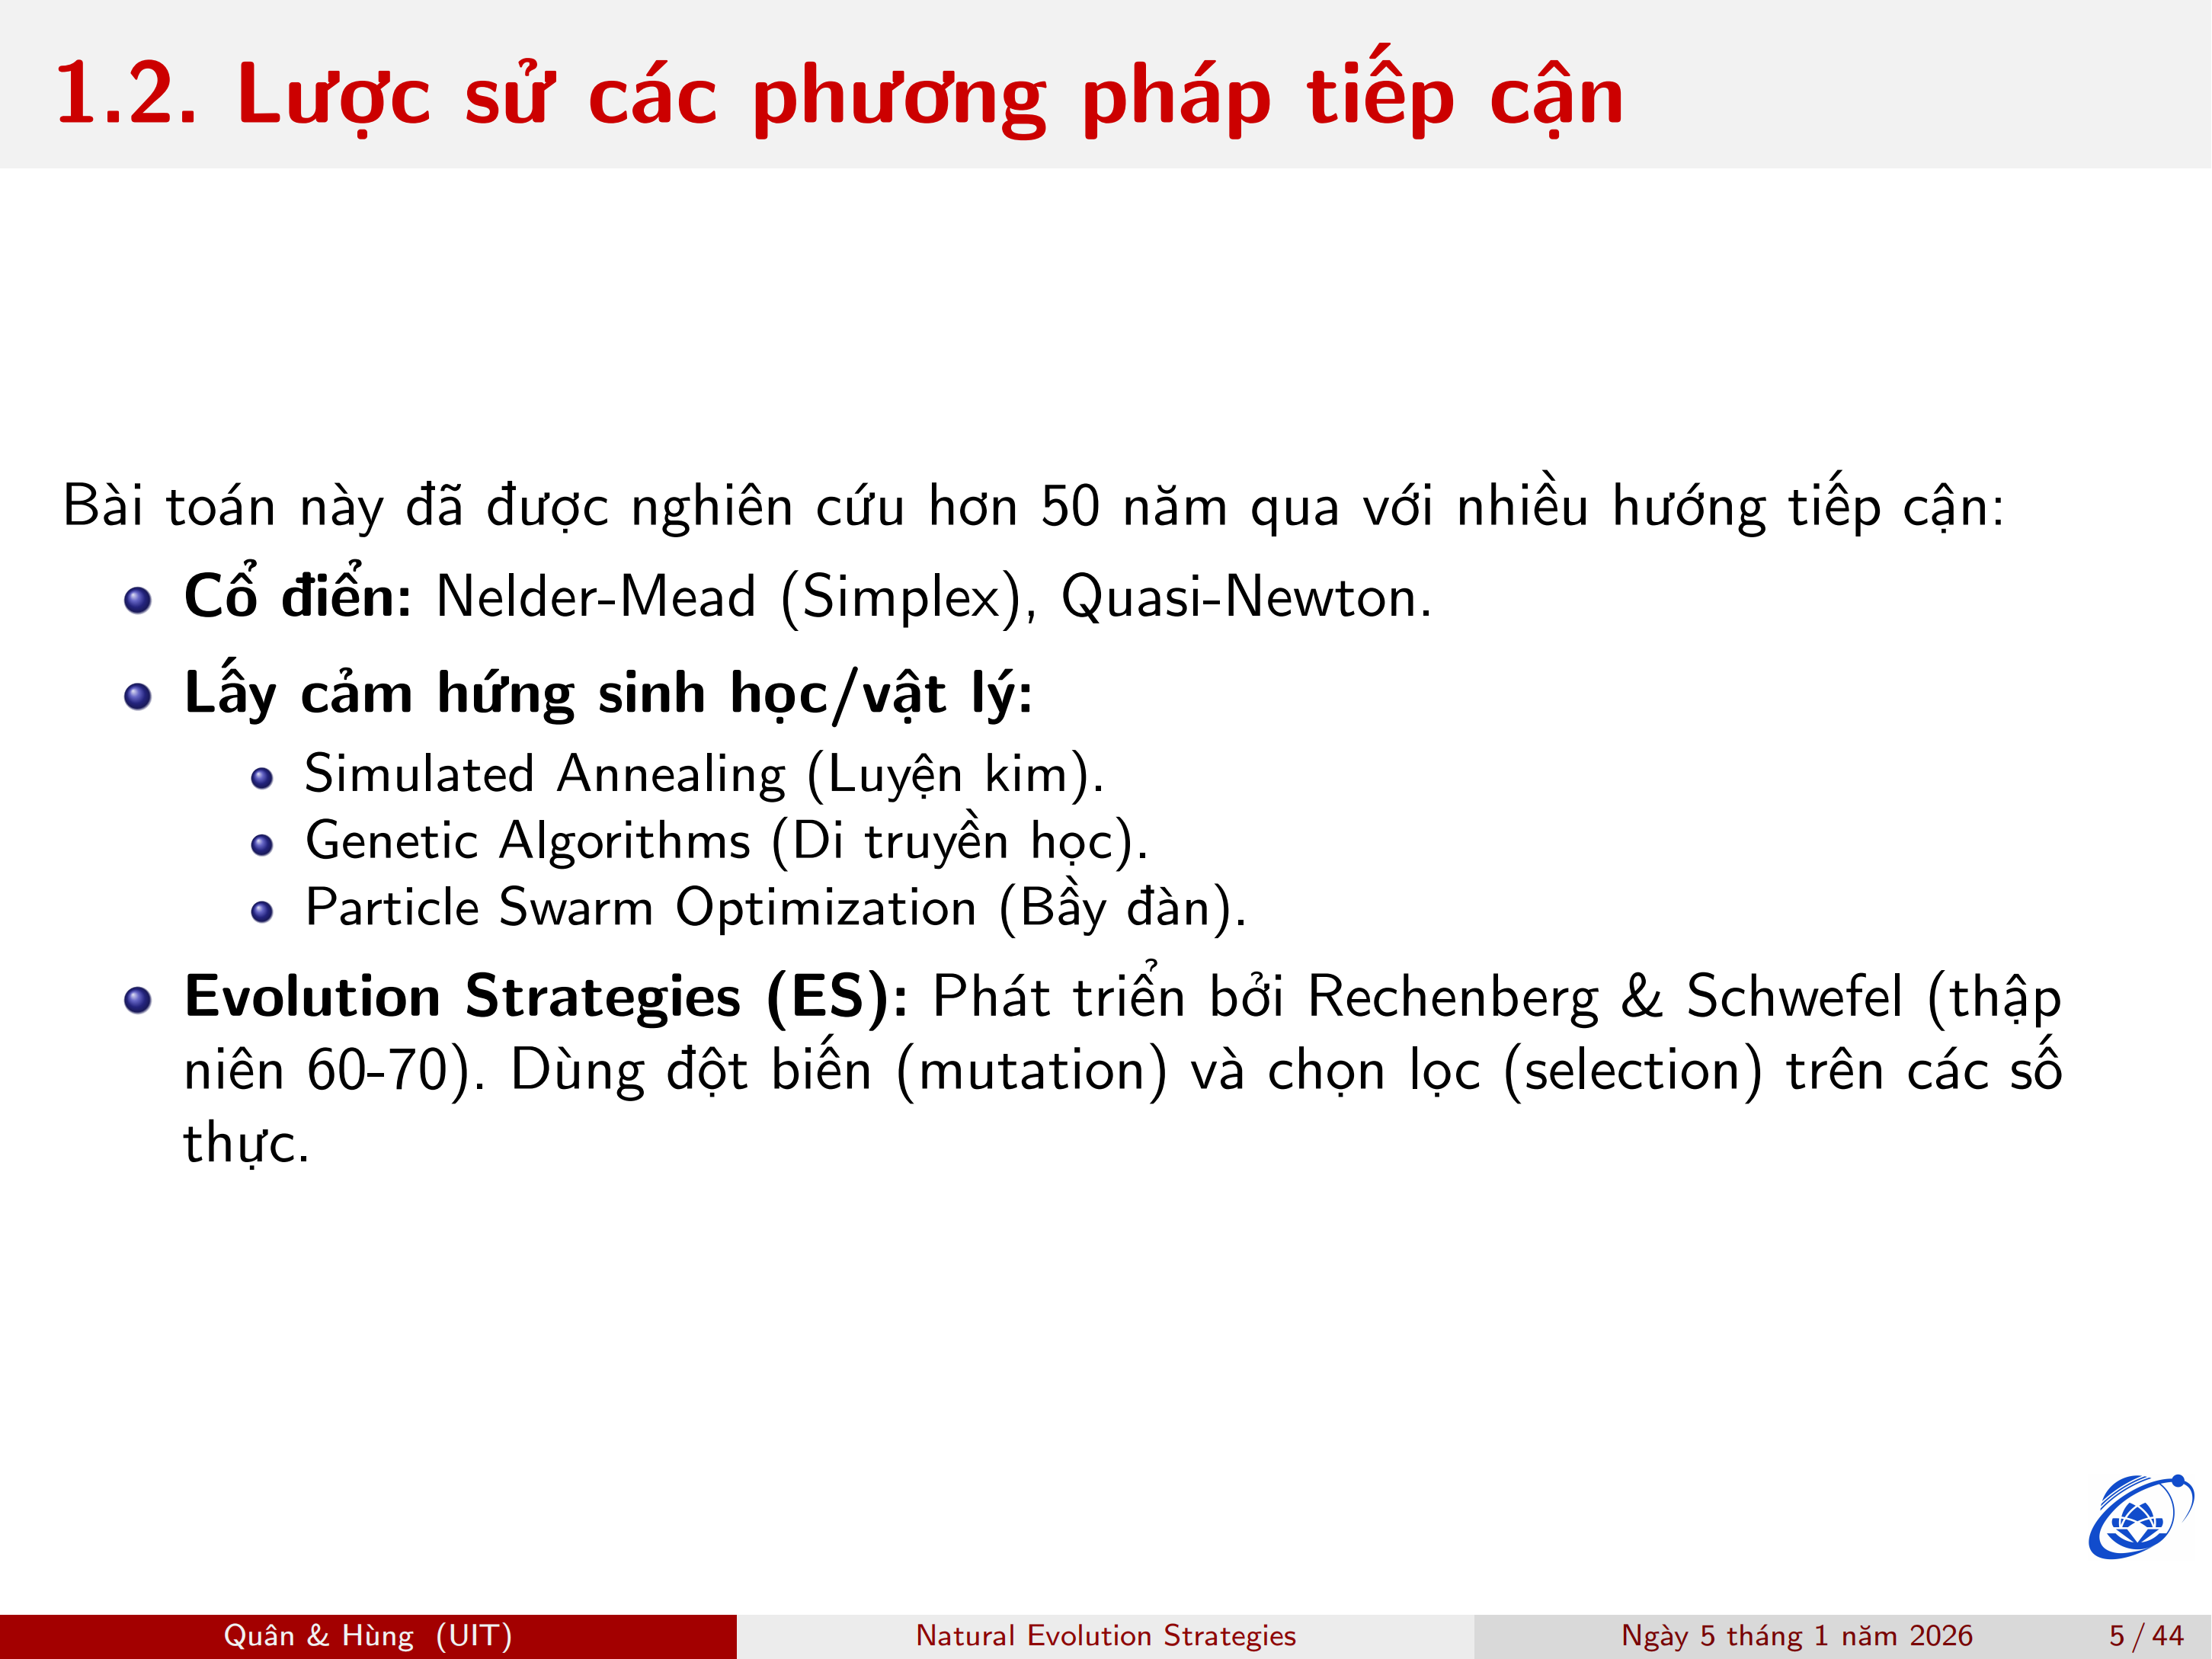 1.2. Lược sử các phương pháp tiếp cận
Bài toán này đã được nghiên cứu hơn 50 năm qua với nhiều hướng tiếp cận:
Cổ điển: Nelder-Mead (Simplex), Quasi-Newton.
Lấy cảm hứng sinh học/vật lý:
Simulated Annealing (Luyện kim).
Genetic Algorithms (Di truyền học).
Particle Swarm Optimization (Bầy đàn).
Evolution Strategies (ES): Phát triển bởi Rechenberg & Schwefel (thập
niên 60-70). Dùng đột biến (mutation) và chọn lọc (selection) trên các số
thực.
Quân & Hùng (UIT) Natural Evolution Strategies Ngày 5 tháng 1 năm 2026 5 / 44